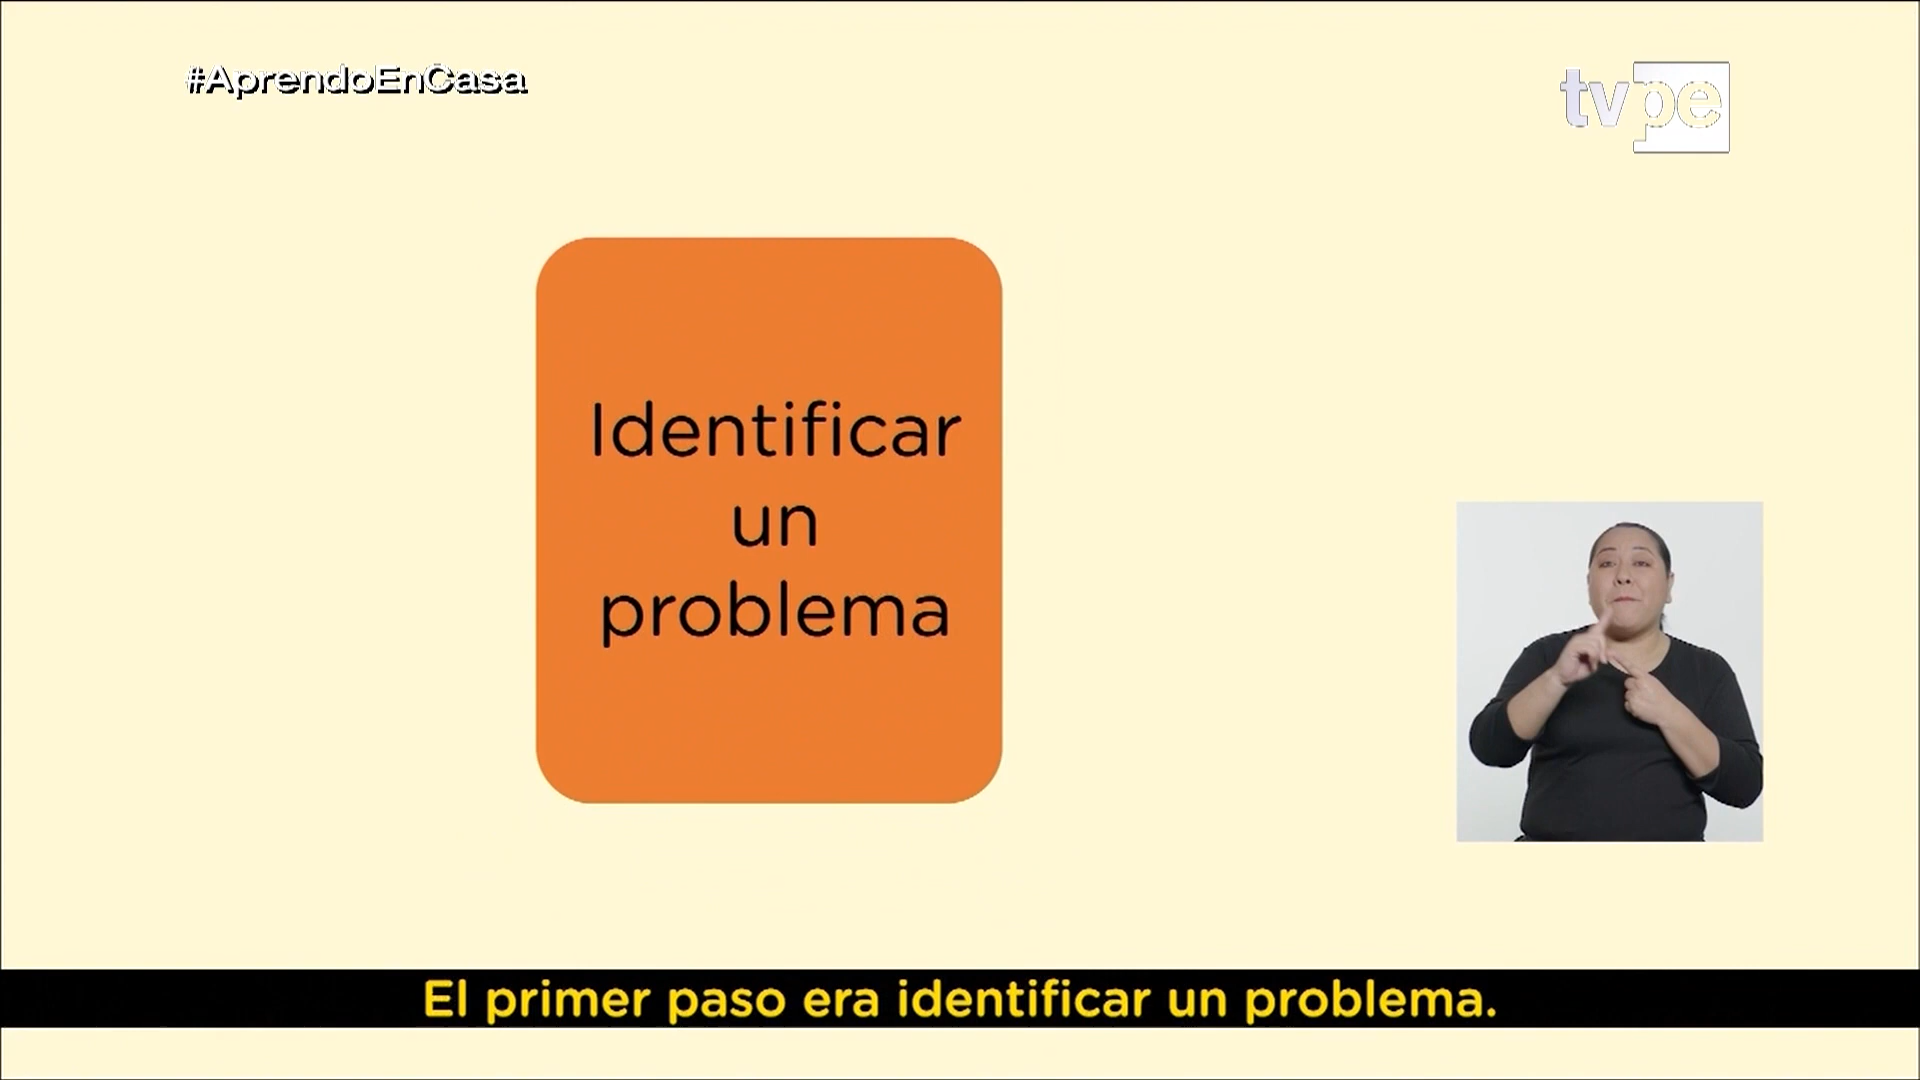 #AprendoEnCasa
tvpe
Identificar
un
problema
El primer paso era identificar un problema.